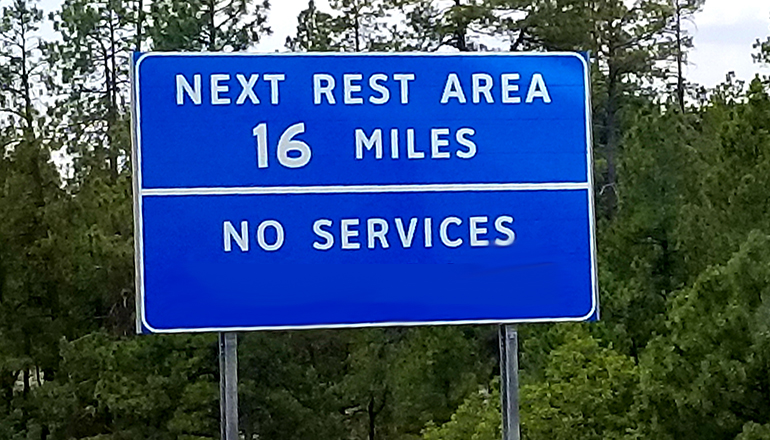 NEXT REST AREA
16 MILES
NO SERVICES